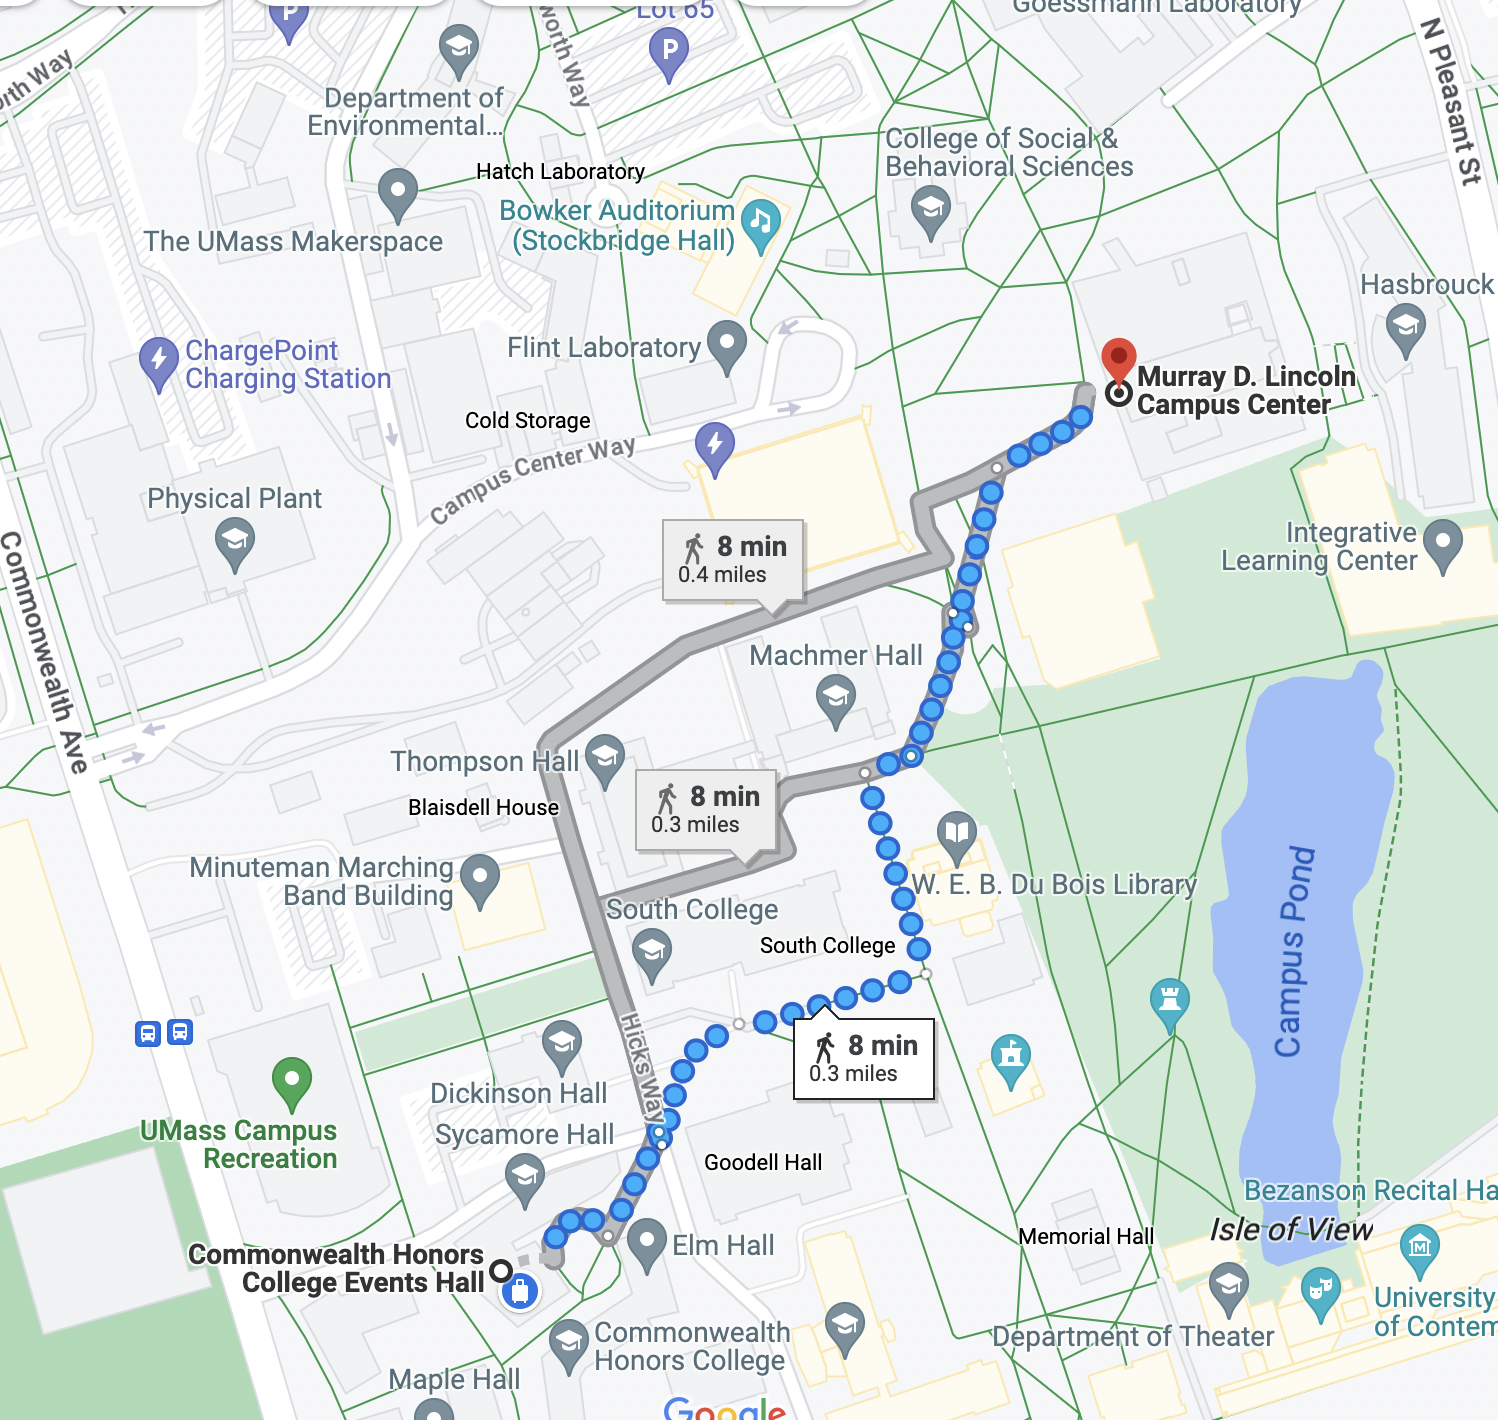 Lot 65
Goessmann Laboratory
N Pleasant St
orth Way
worth Way
Department of
Environmental...
College of Social &
Behavioral Sciences
Hatch Laboratory
Bowker Auditorium
(Stockbridge Hall)
The UMass Makerspace
Hasbrouck
Flint Laboratory
ChargePoint
Charging Station
Murray D. Lincoln
Campus Center
Cold Storage
Campus Center Way
Physical Plant
Commonwealth Ave
8 min
0.4 miles
Integrative
Learning Center
Machmer Hall
Thompson Hall
Blaisdell House
8 min
0.3 miles
Minuteman Marching
Band Building
W. E. B. Du Bois Library
South College
South College
Campus Pond
Hicks Way
8 min
0.3 miles
Dickinson Hall
Sycamore Hall
UMass Campus
Recreation
Goodell Hall
Bezanson Recital Ha
Isle of View
Memorial Hall
Elm Hall
Commonwealth Honors
College Events Hall
University
of Contem
Department of Theater
Commonwealth
Honors College
Maple Hall
Google